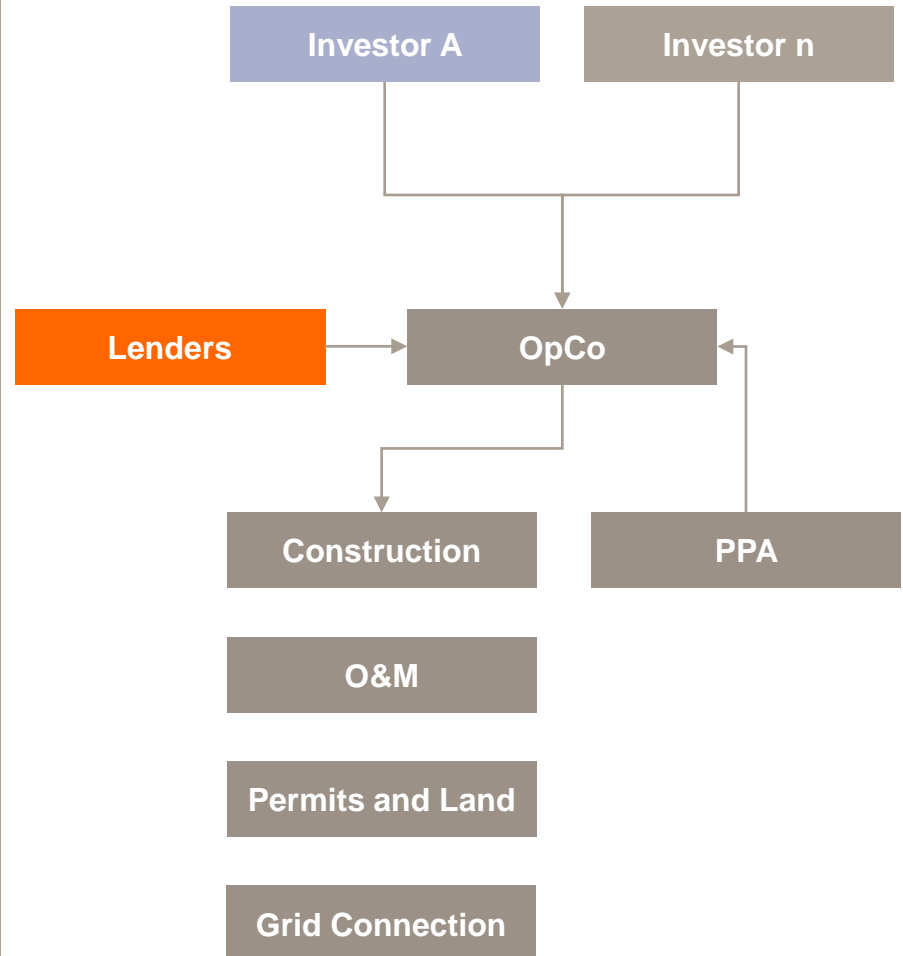 Investor A
Investor n
Lenders
OpCo
Construction
PPA
O&M
Permits and Land
Grid Connection